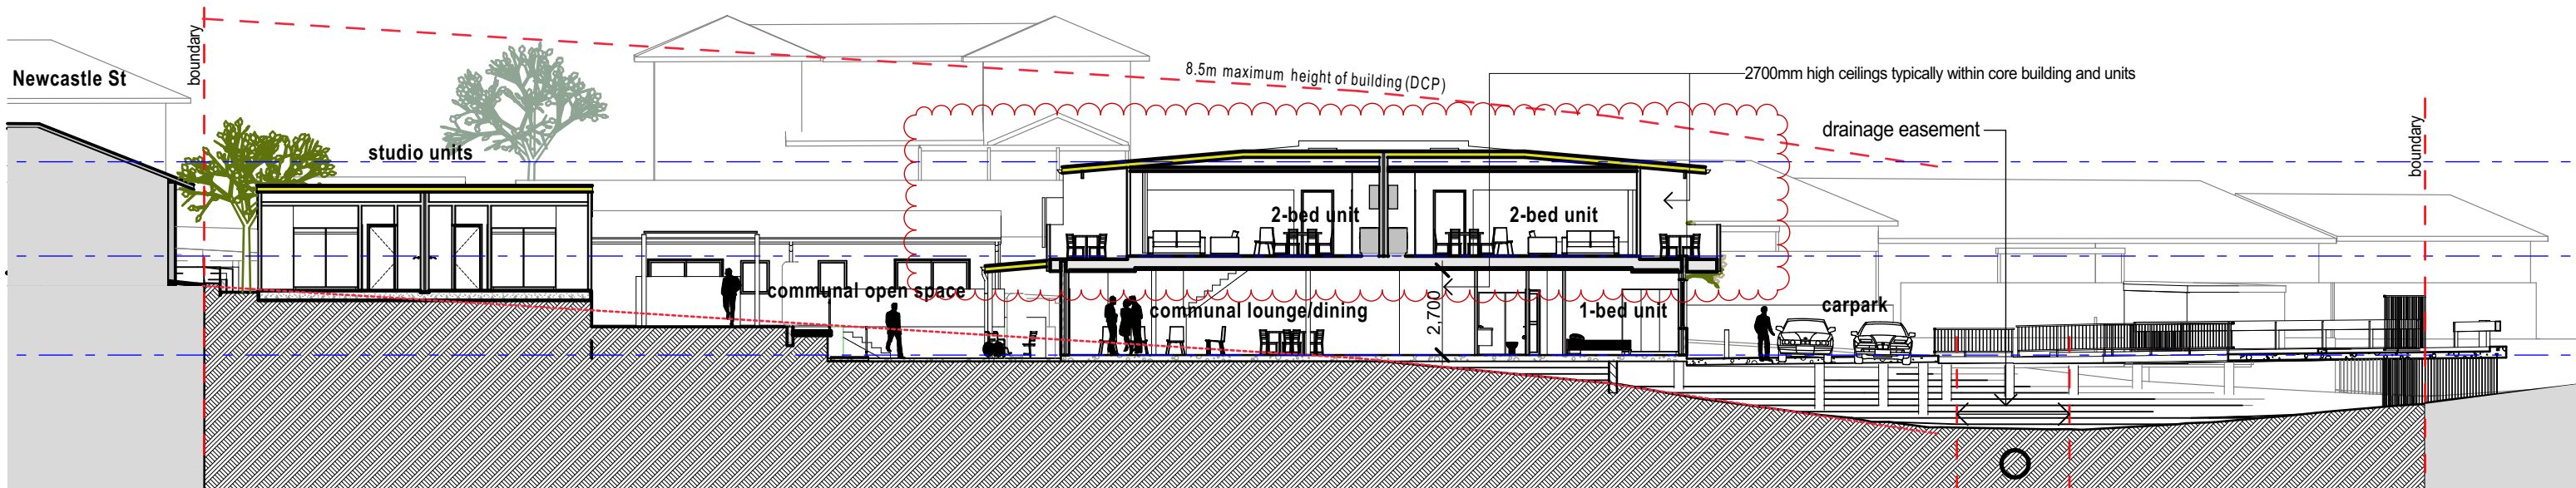 Newcastle St
boundary
studio units
8.5m maximum height of building (DCP)
2700mm high ceilings typically within core building and units
drainage easement
boundary
2-bed unit
2-bed unit
communal open space
communal lounge/dining
2,700
1-bed unit
carpark